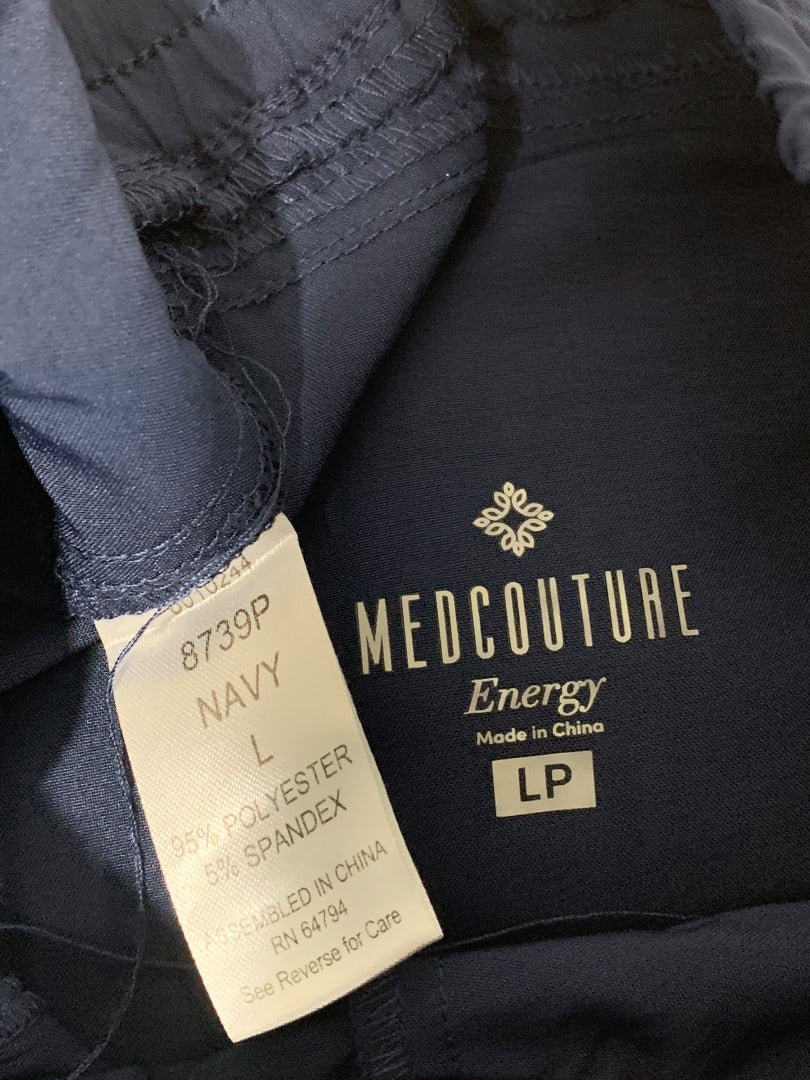 8739P
NAVY
L
95% POLYESTER
5% SPANDEX
ASSEMBLED IN CHINA
RN 64794
See Reverse for Care
MEDCOUTURE
Energy
Made in China
LP